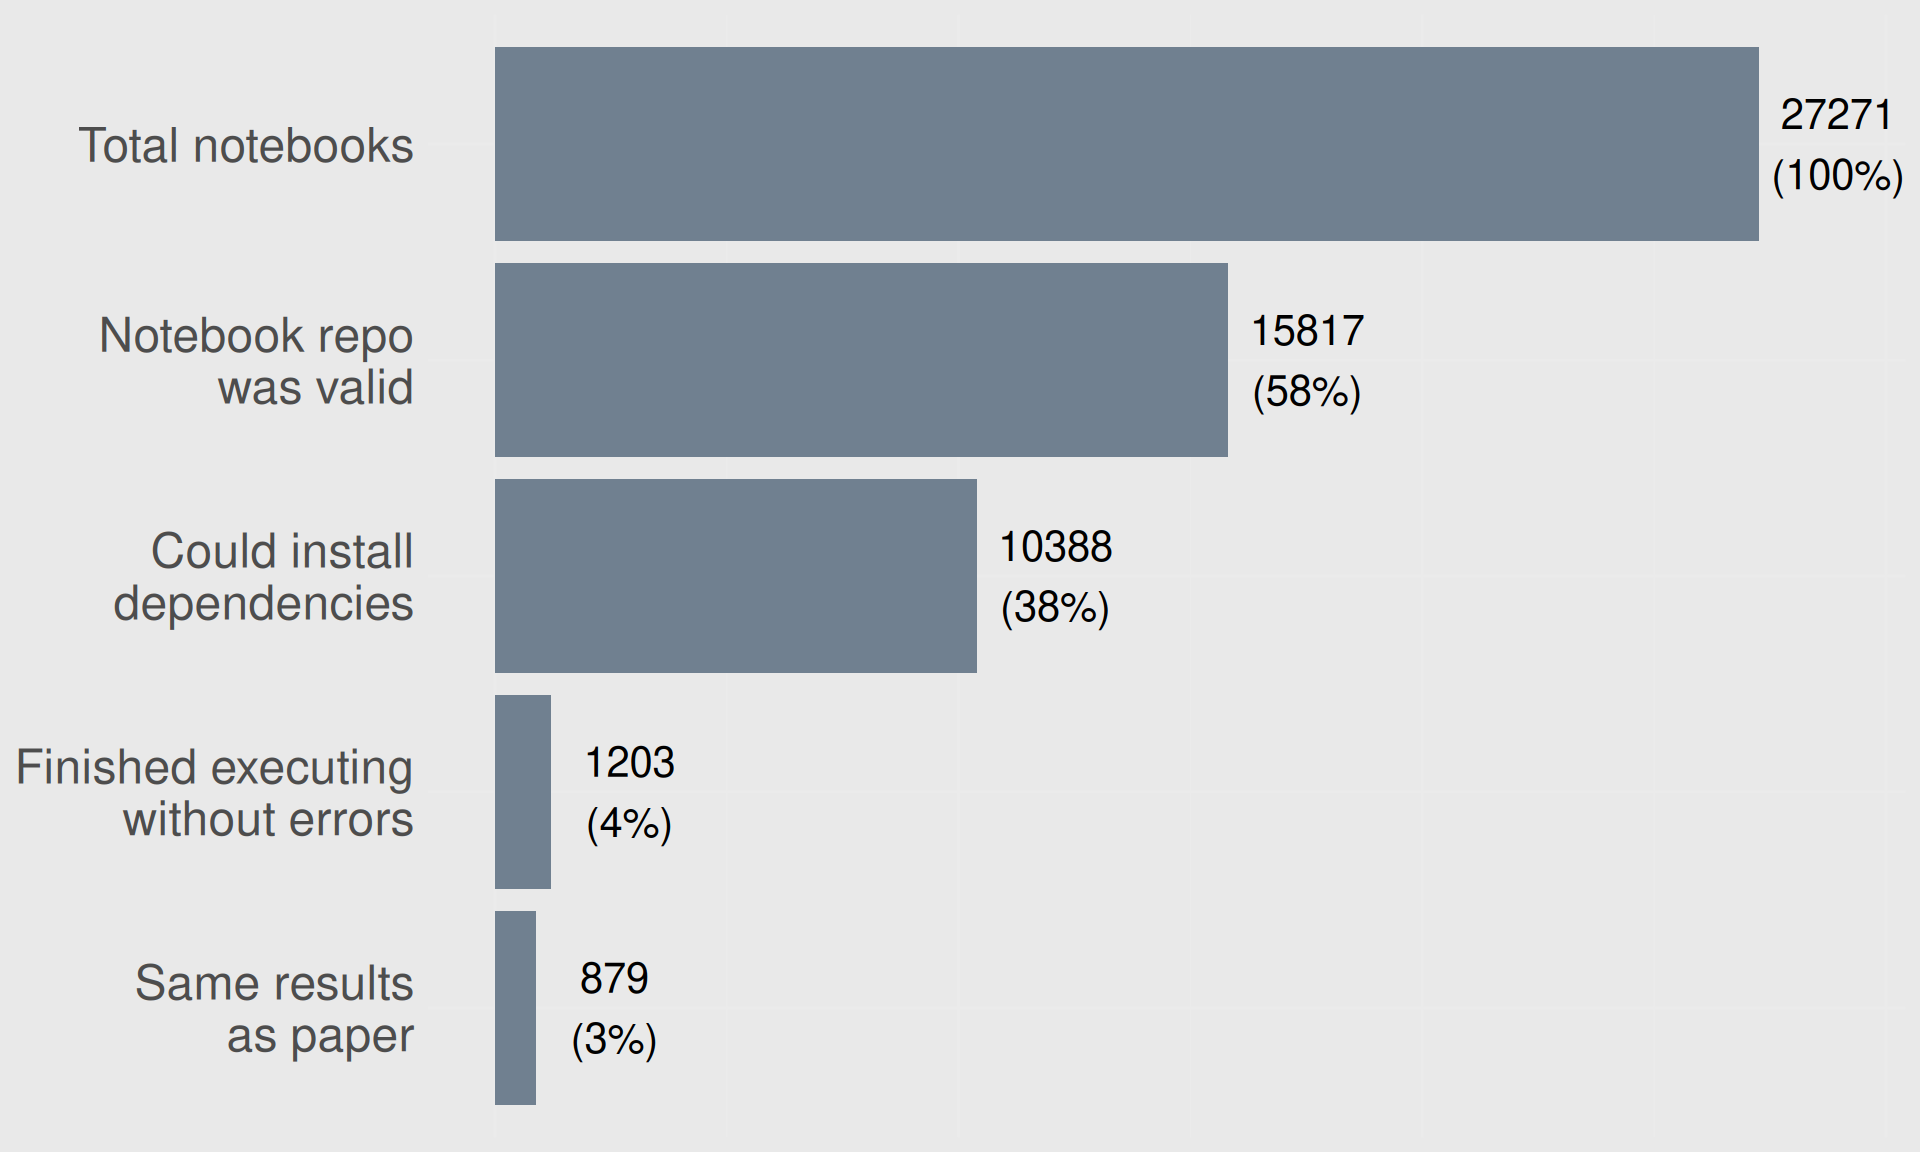 Total notebooks
27271
(100%)
Notebook repo
was valid
15817
(58%)
Could install
dependencies
10388
(38%)
Finished executing
without errors
1203
(4%)
Same results
as paper
879
(3%)